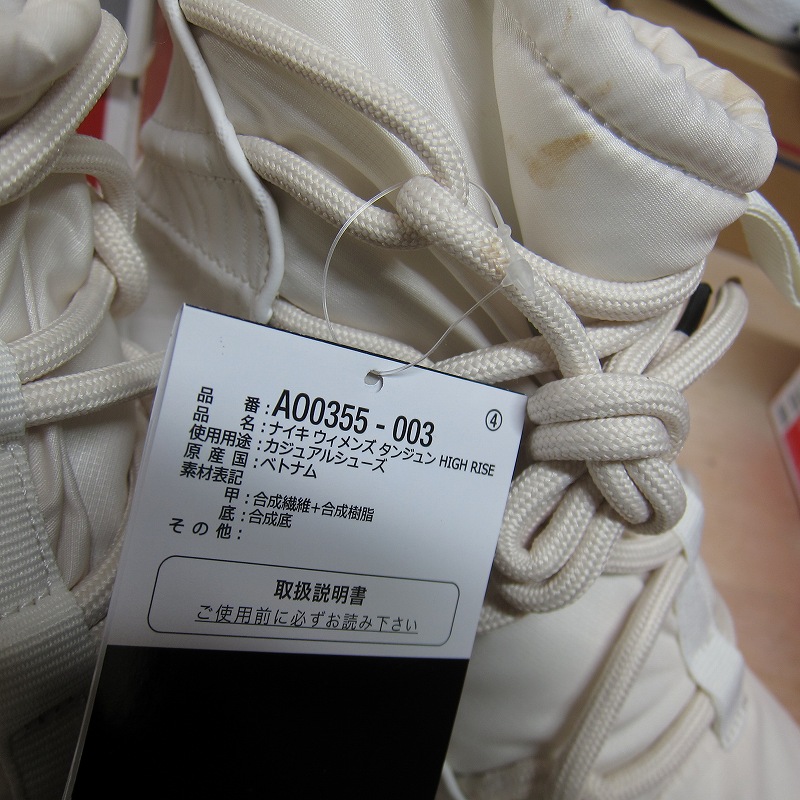 ④
品番:AO0355-003
品名:ナイキ ウィメンズ タンジュン HIGH RISE
使用用途:カジュアルシューズ
原産国:ベトナム
素材表記
甲:合成繊維+合成樹脂
底:合成底
その他:
取扱説明書
ご使用前に必ずお読み下さい